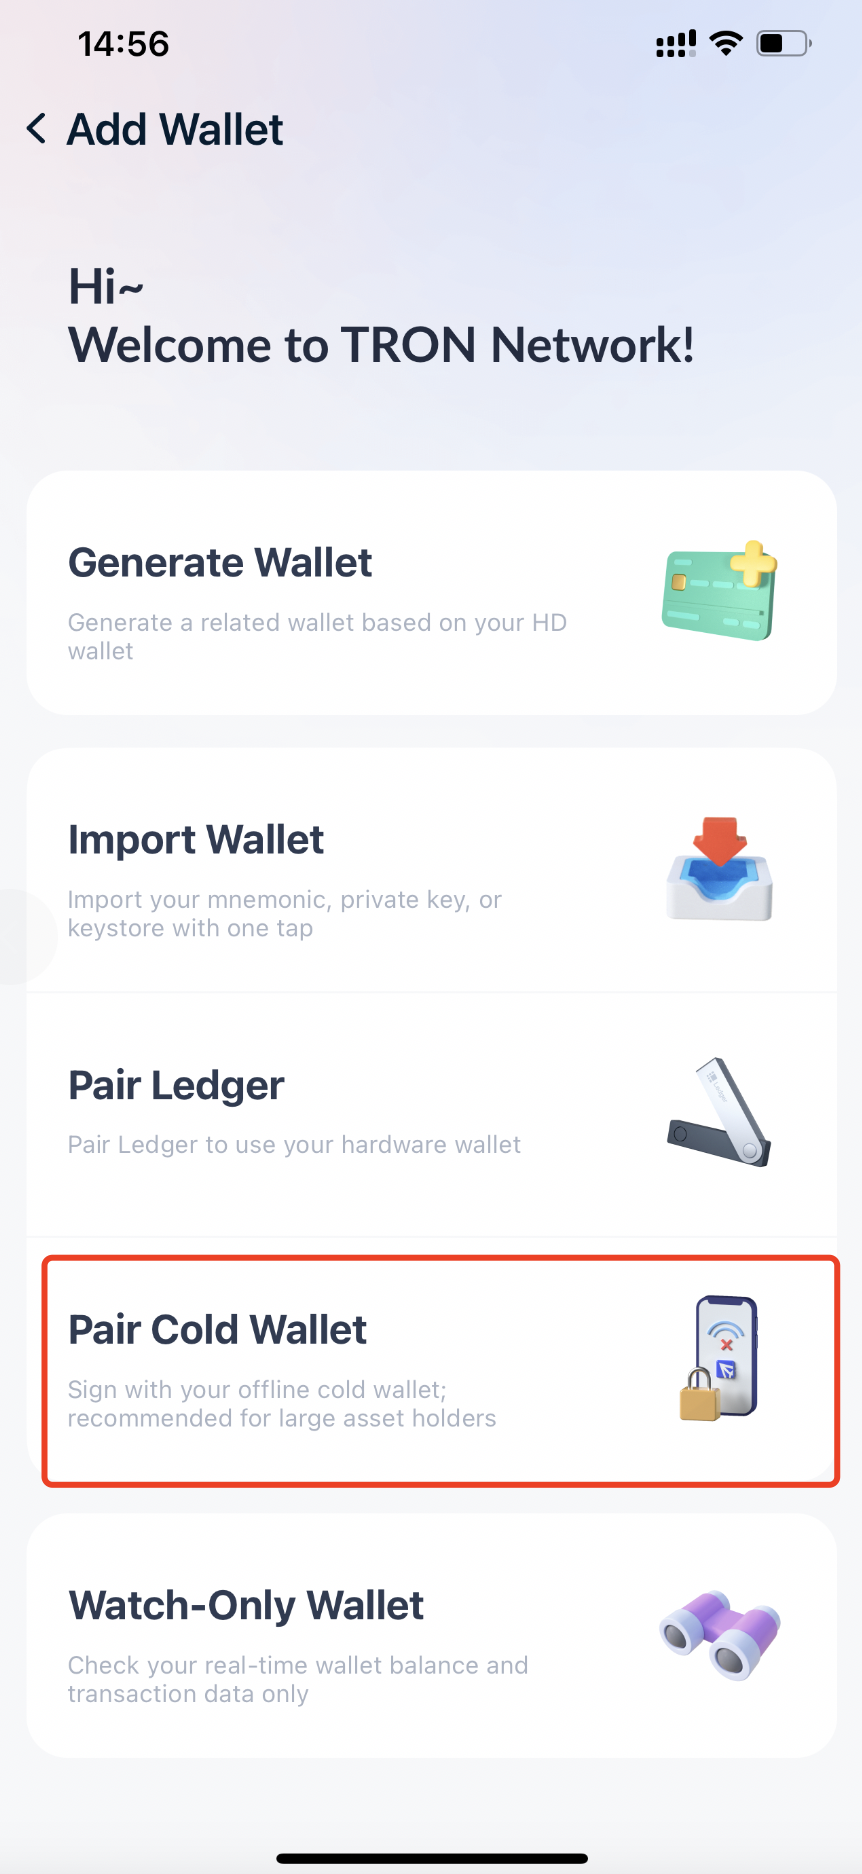 14:56
Add Wallet
Hi~
Welcome to TRON Network!
Generate Wallet
Generate a related wallet based on your HD
wallet
Import Wallet
Import your mnemonic, private key, or
keystore with one tap
Pair Ledger
Pair Ledger to use your hardware wallet
Ledger
Pair Cold Wallet
Sign with your offline cold wallet;
recommended for large asset holders
Watch-Only Wallet
Check your real-time wallet balance and
transaction data only